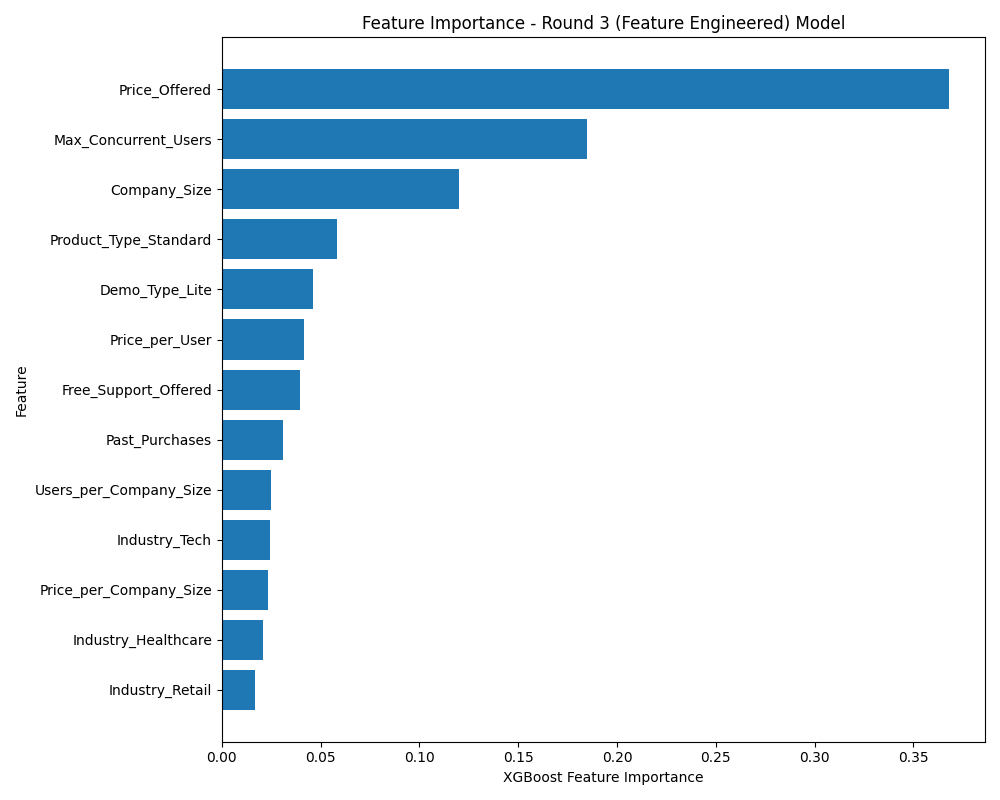 Feature Importance - Round 3 (Feature Engineered) Model
Feature
Price_Offered
Max_Concurrent_Users
Company_Size
Product_Type_Standard
Demo_Type_Lite
Price_per_User
Free_Support_Offered
Past_Purchases
Users_per_Company_Size
Industry_Tech
Price_per_Company_Size
Industry_Healthcare
Industry_Retail
0.00 0.05 0.10 0.15 0.20 0.25 0.30 0.35
XGBoost Feature Importance